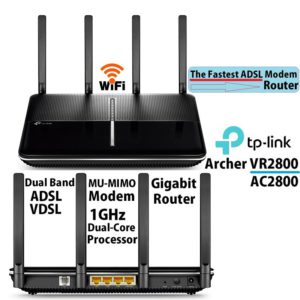 WiFi
The Fastest ADSL Modem
Router
tp-link
Archer VR2800
AC2800
Dual Band
ADSL
VDSL
MU-MIMO
Modem
1GHz
Dual-Core
Processor
Gigabit
Router